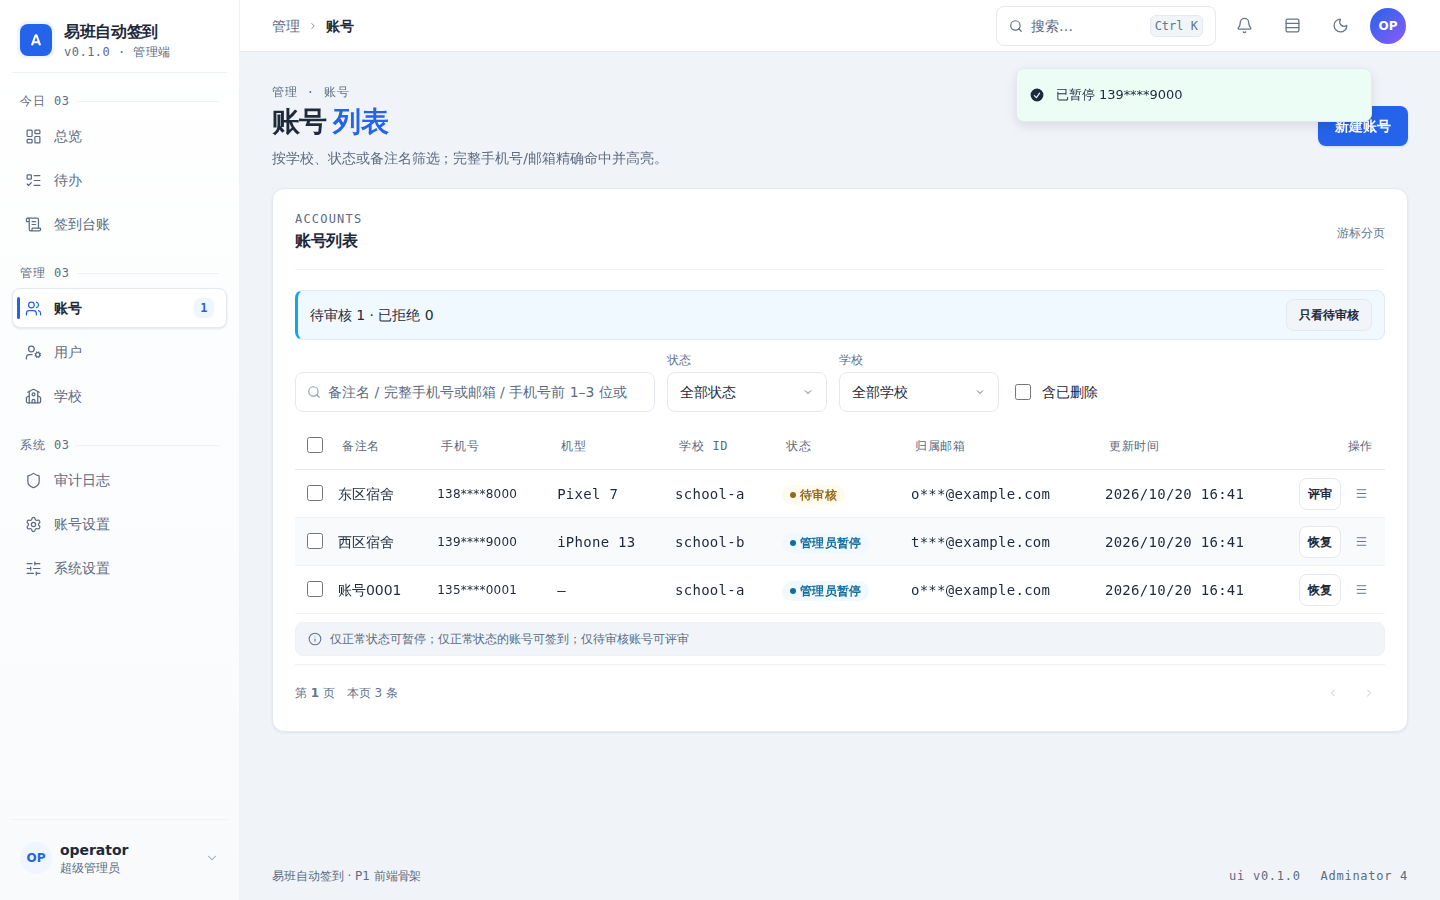 A
易班自动签到
v0.1.0 · 管理端
今日 03
总览
待办
签到台账
管理 03
账号 1
用户
学校
系统 03
审计日志
账号设置
系统设置
OP
operator
超级管理员
管理 › 账号
搜索… Ctrl K
OP
已暂停 139****9000
管理 · 账号
账号 列表
新建账号
按学校、状态或备注名筛选；完整手机号/邮箱精确命中并高亮。
ACCOUNTS
账号列表
游标分页
待审核 1 · 已拒绝 0
只看待审核
状态 学校
备注名 / 完整手机号或邮箱 / 手机号前 1–3 位或 全部状态 全部学校 含已删除
备注名 手机号 机型 学校 ID 状态 归属邮箱 更新时间 操作
东区宿舍 138****8000 Pixel 7 school-a 待审核 o***@example.com 2026/10/20 16:41 评审
西区宿舍 139****9000 iPhone 13 school-b 管理员暂停 t***@example.com 2026/10/20 16:41 恢复
账号0001 135****0001 — school-a 管理员暂停 o***@example.com 2026/10/20 16:41 恢复
仅正常状态可暂停；仅正常状态的账号可签到；仅待审核账号可评审
第 1 页 本页 3 条
易班自动签到 · P1 前端骨架
ui v0.1.0 Adminator 4